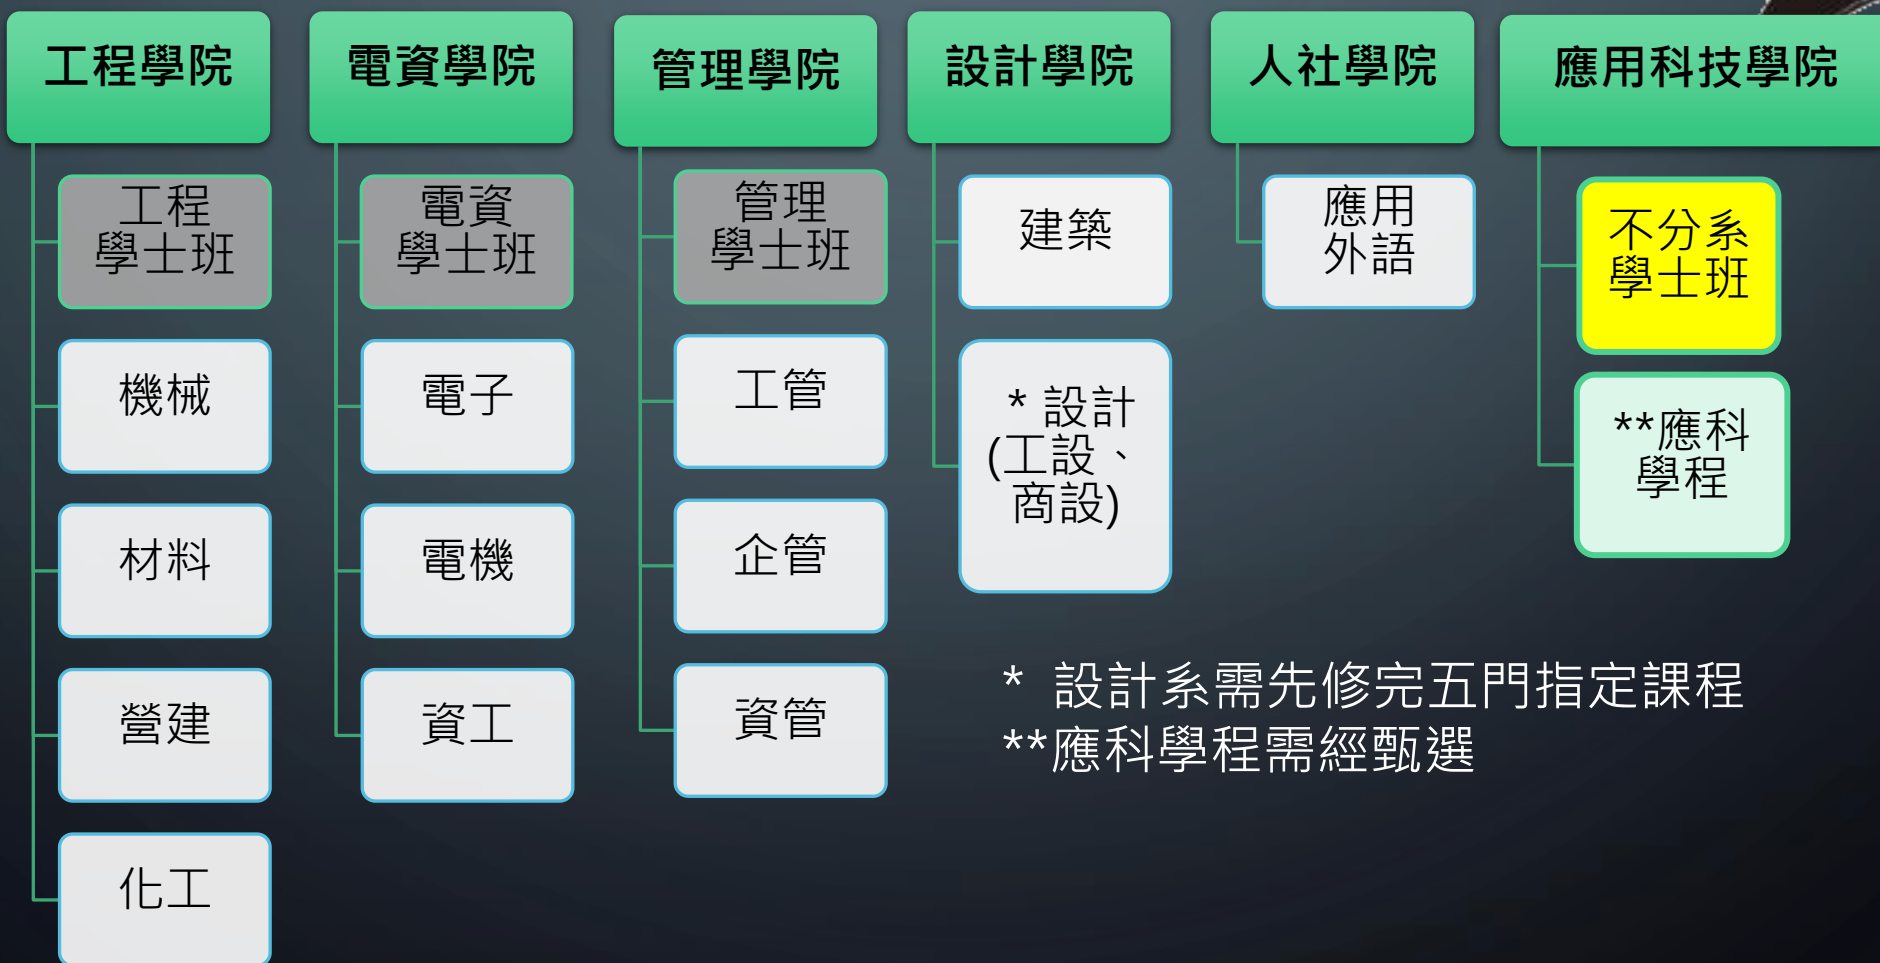 工程學院
工程
學士班
機械
材料
營建
化工
電資學院
電資
學士班
電子
電機
資工
管理學院
管理
學士班
工管
企管
資管
設計學院
建築
* 設計
(工設、
商設)
人社學院
應用
外語
應用科技學院
不分系
學士班
**應科
學程
* 設計系需先修完五門指定課程
**應科學程需經甄選